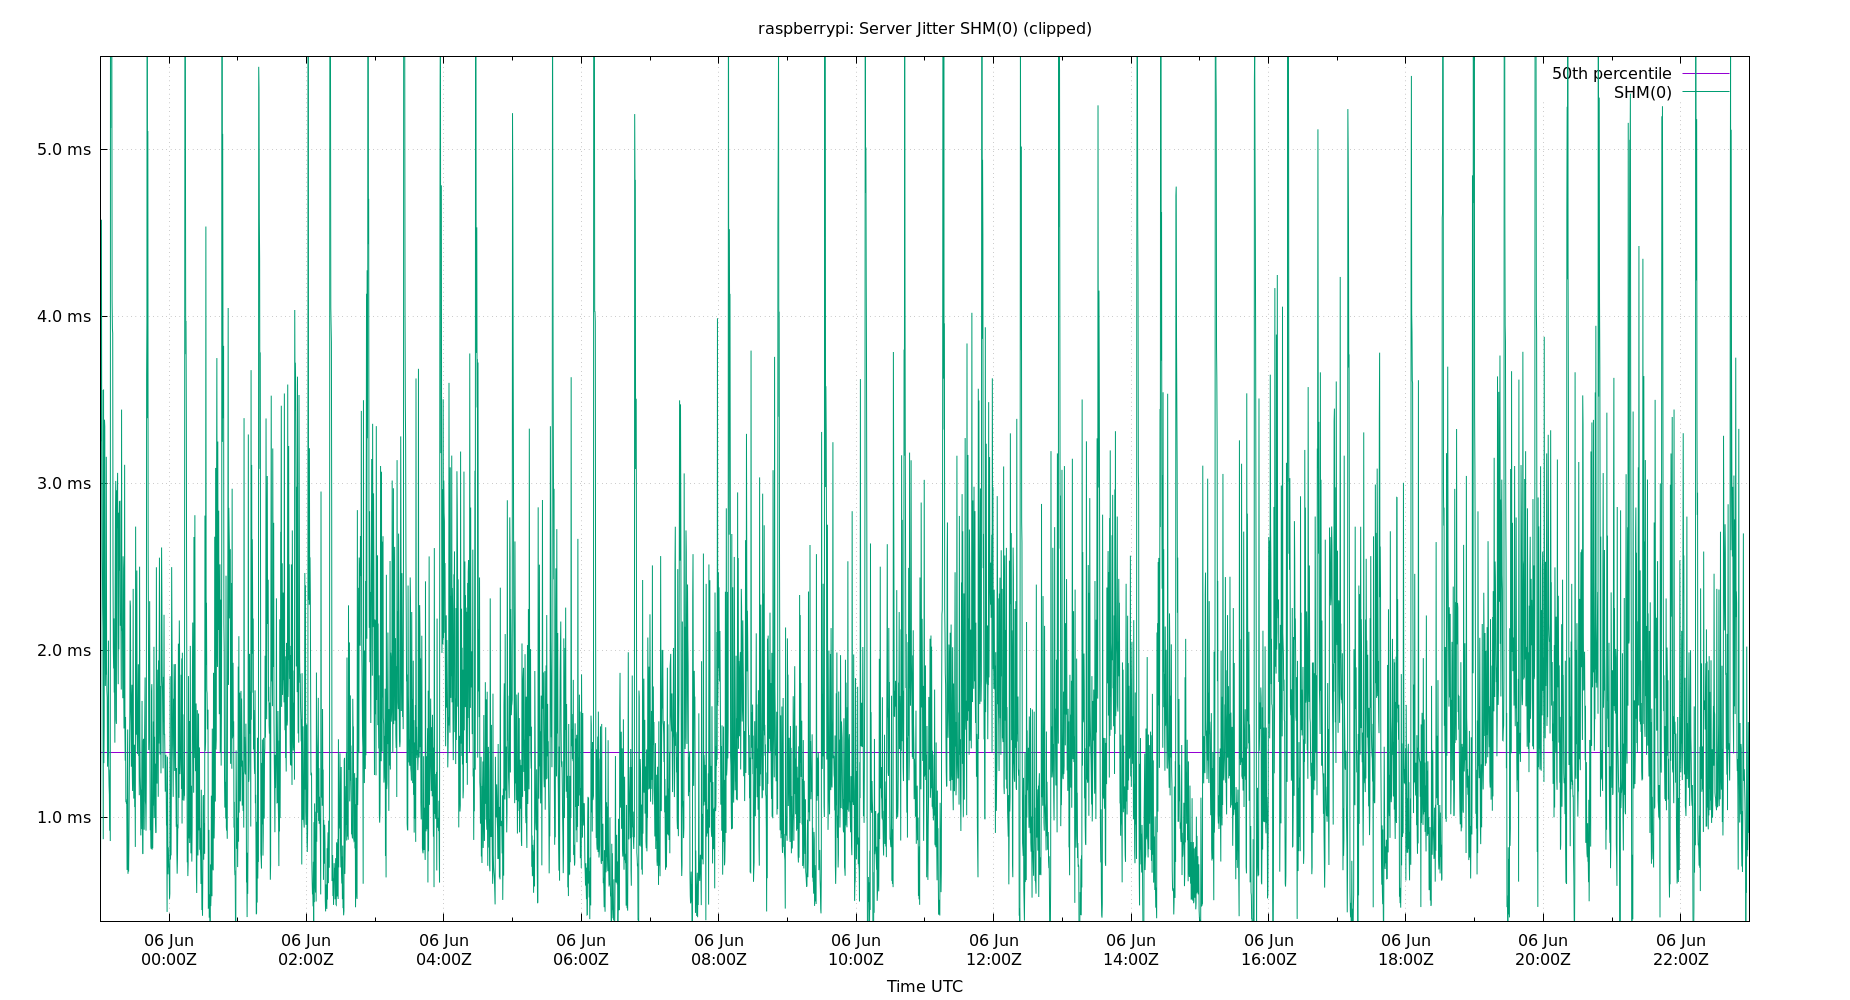 raspberrypi: Server Jitter SHM(0) (clipped)
50th percentile
SHM(0)
5.0 ms
4.0 ms
3.0 ms
2.0 ms
1.0 ms
06 Jun 06 Jun 06 Jun 06 Jun 06 Jun 06 Jun 06 Jun 06 Jun 06 Jun 06 Jun 06 Jun 06 Jun
00:00Z 02:00Z 04:00Z 06:00Z 08:00Z 10:00Z 12:00Z 14:00Z 16:00Z 18:00Z 20:00Z 22:00Z
Time UTC